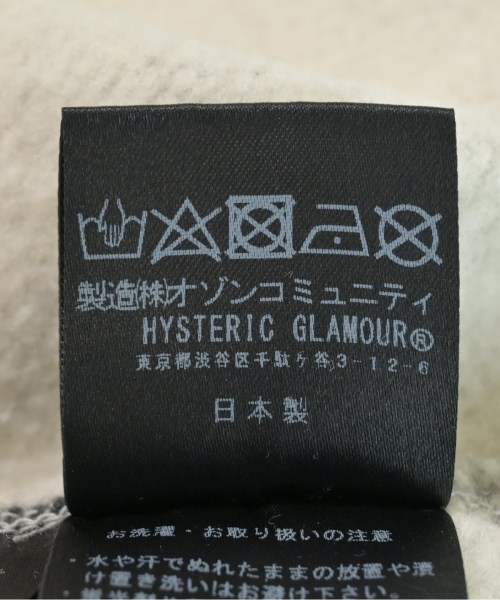 製造(株)オゾンコミュニティ
HYSTERIC GLAMOUR®
東京都渋谷区千駄ヶ谷3-12-6
日本製
お洗濯・お取り扱いの注意
・水や汗でぬれたままの放置や漬
け置き洗いはお避け下さい。